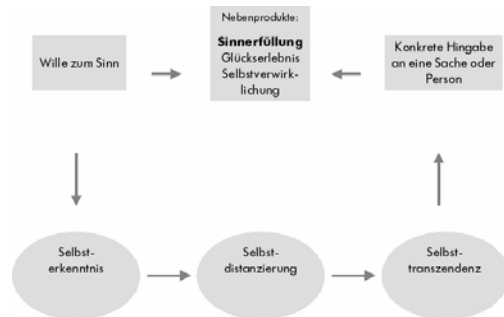 Nebenprodukte:
Sinnerfüllung
Glückserlebnis
Selbstverwirk-
lichung
Wille zum Sinn
Konkrete Hingabe
an eine Sache oder
Person
Selbst-
erkenntnis
Selbst-
distanzierung
Selbst-
transzendenz